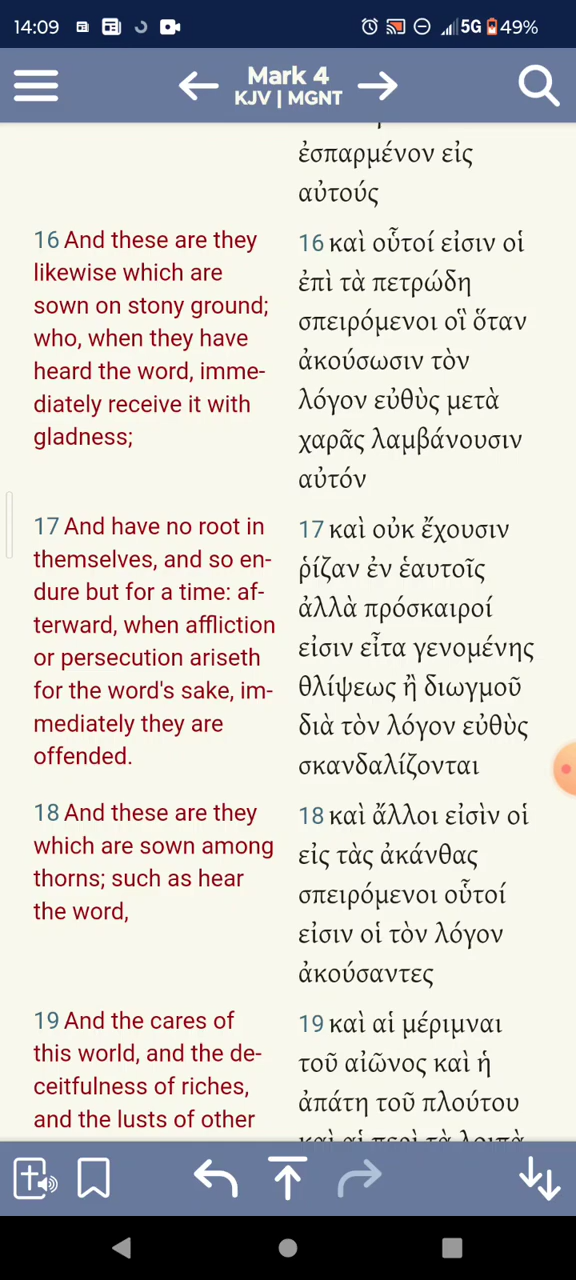 14:09
5G 49%
Mark 4
KJV | MGNT
ἐσπαρμένον εἰς
αὐτούς
16 And these are they
likewise which are
sown on stony ground;
who, when they have
heard the word, imme-
diately receive it with
gladness;
16 καὶ οὗτοί εἰσιν οἱ
ἐπὶ τὰ πετρώδη
σπειρόμενοι οἳ ὅταν
ἀκούσωσιν τὸν
λόγον εὐθὺς μετὰ
χαρᾶς λαμβάνουσιν
αὐτόν
17 And have no root in
themselves, and so en-
dure but for a time: af-
terward, when affliction
or persecution ariseth
for the word's sake, im-
mediately they are
offended.
17 καὶ οὐκ ἔχουσιν
ῥίζαν ἐν ἑαυτοῖς
ἀλλὰ πρόσκαιροί
εἰσιν εἶτα γενομένης
θλίψεως ἢ διωγμοῦ
διὰ τὸν λόγον εὐθὺς
σκανδαλίζονται
18 And these are they
which are sown among
thorns; such as hear
the word,
18 καὶ ἄλλοι εἰσὶν οἱ
εἰς τὰς ἀκάνθας
σπειρόμενοι οὗτοί
εἰσιν οἱ τὸν λόγον
ἀκούσαντες
19 And the cares of
this world, and the de-
ceitfulness of riches,
and the lusts of other
19 καὶ αἱ μέριμναι
τοῦ αἰῶνος καὶ ἡ
ἀπάτη τοῦ πλούτου
καὶ αἱ περὶ τὰ λοιπὰ